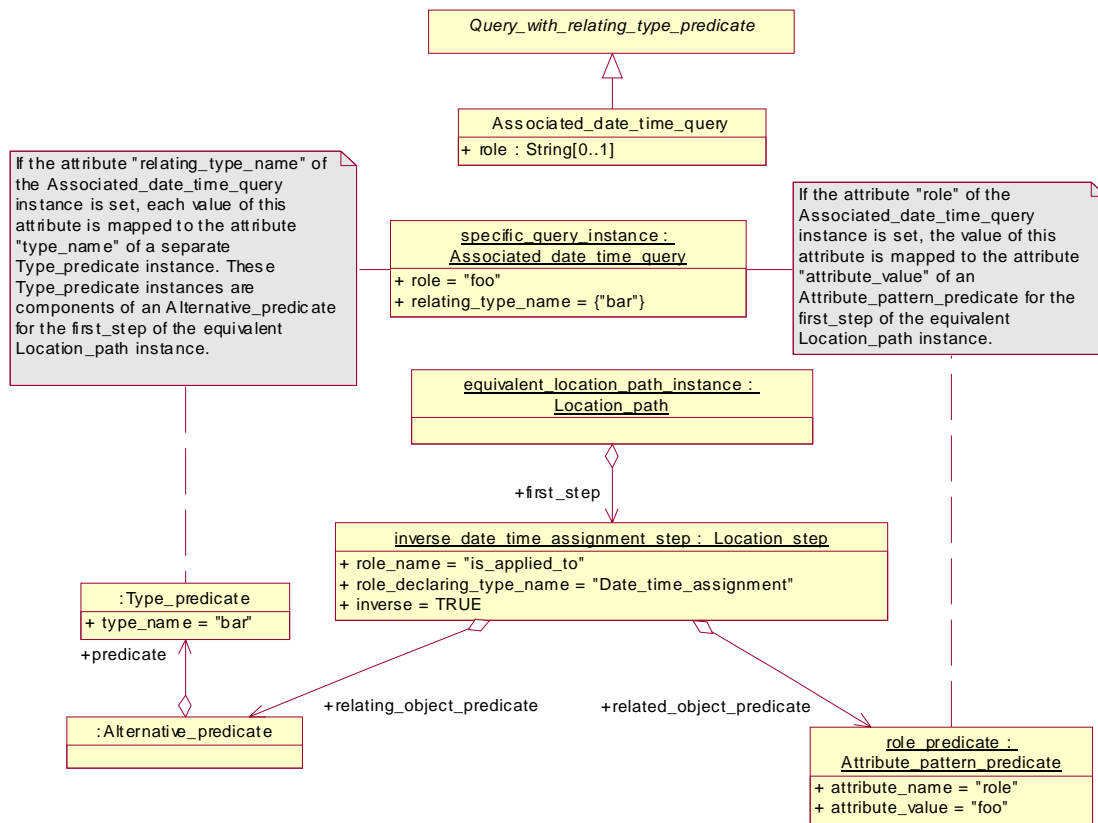 Query_with_relating_type_predicate
Associated_date_time_query
+ role : String[0..1]
If the attribute "relating_type_name" of
the Associated_date_time_query
instance is set, each value of this
attribute is mapped to the attribute
"type_name" of a separate
Type_predicate instance. These
Type_predicate instances are
components of an Alternative_predicate
for the first_step of the equivalent
Location_path instance.
specific_query_instance :
Associated_date_time_query
+ role = "foo"
+ relating_type_name = {"bar"}
If the attribute "role" of the
Associated_date_time_query
instance is set, the value of this
attribute is mapped to the attribute
"attribute_value" of an
Attribute_pattern_predicate for the
first_step of the equivalent
Location_path instance.
equivalent_location_path_instance :
Location_path
+first_step
inverse_date_time_assignment_step : Location_step
+ role_name = "is_applied_to"
+ role_declaring_type_name = "Date_time_assignment"
+ inverse = TRUE
:Type_predicate
+ type_name = "bar"
+predicate
+relating_object_predicate
+related_object_predicate
:Alternative_predicate
role_predicate :
Attribute_pattern_predicate
+ attribute_name = "role"
+ attribute_value = "foo"